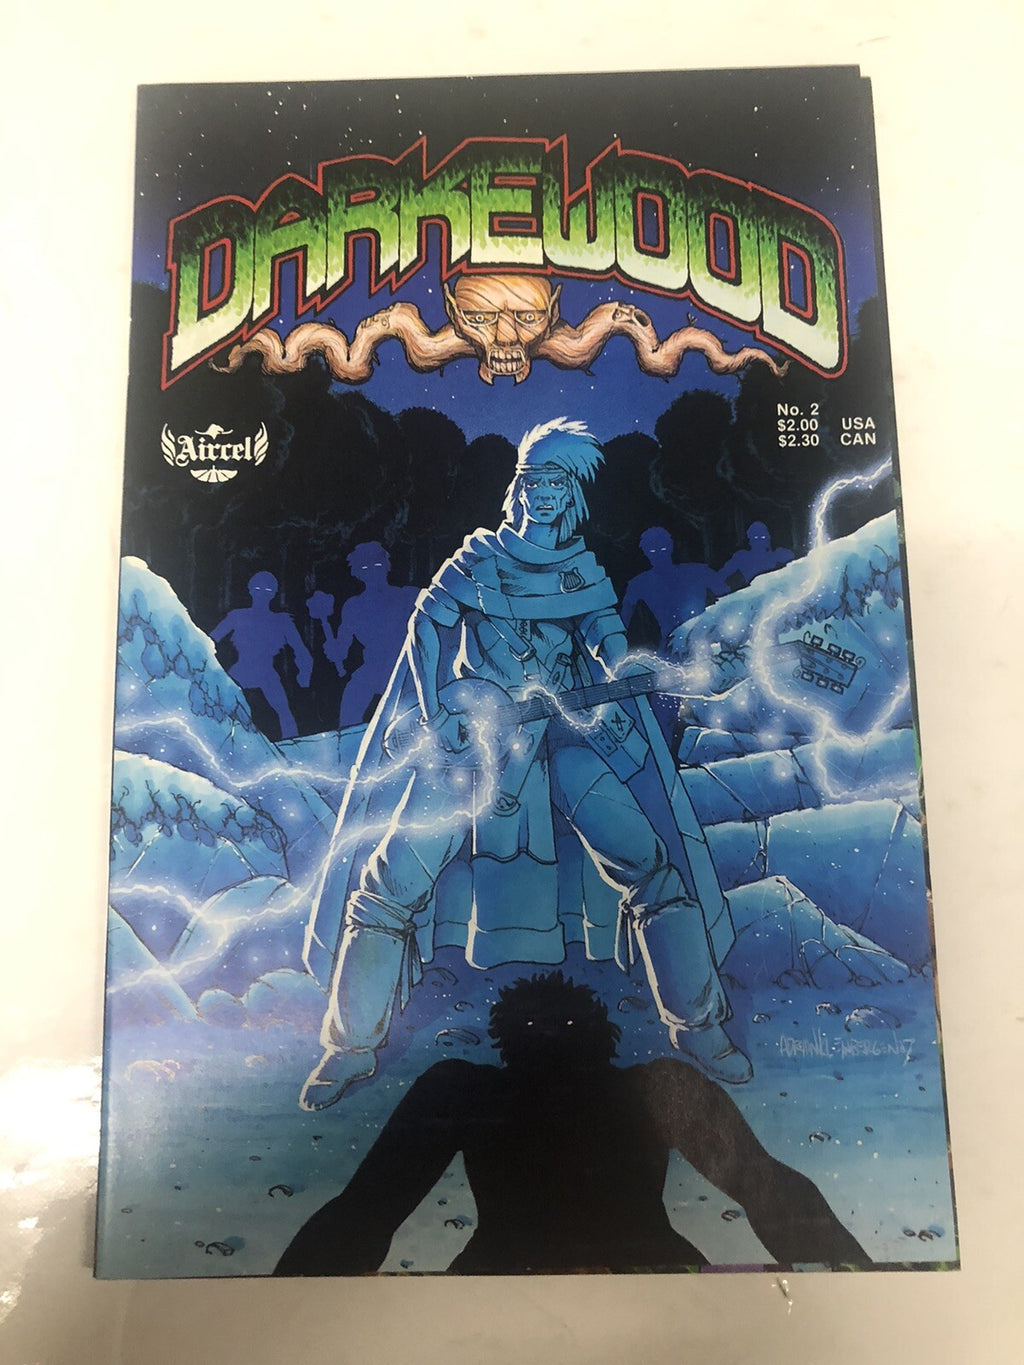 DARKEWOOD
Aircel
No. 2
$2.00 USA
$2.30 CAN